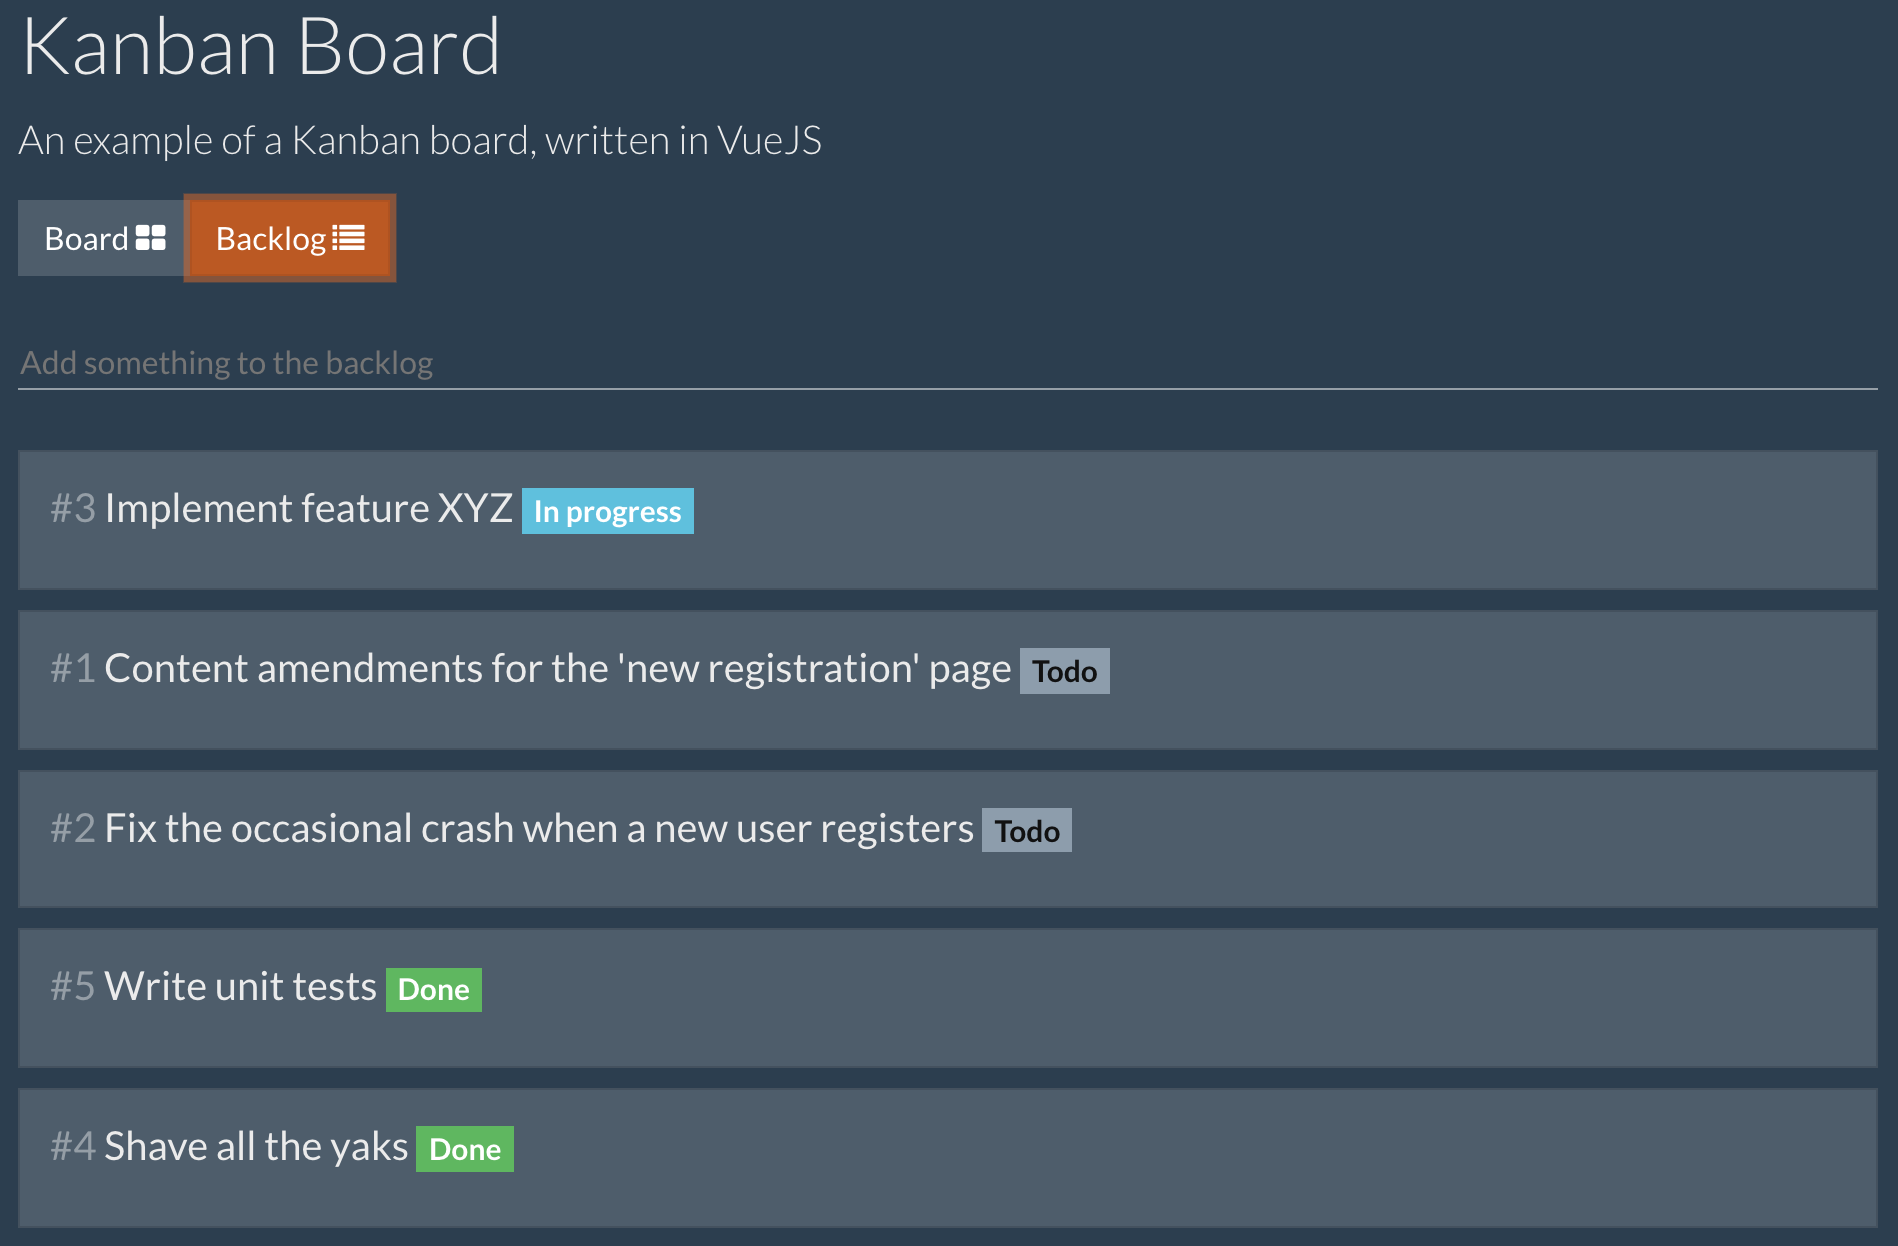 Kanban Board
An example of a Kanban board, written in VueJS
Board Backlog
Add something to the backlog
#3 Implement feature XYZ In progress
#1 Content amendments for the 'new registration' page Todo
#2 Fix the occasional crash when a new user registers Todo
#5 Write unit tests Done
#4 Shave all the yaks Done